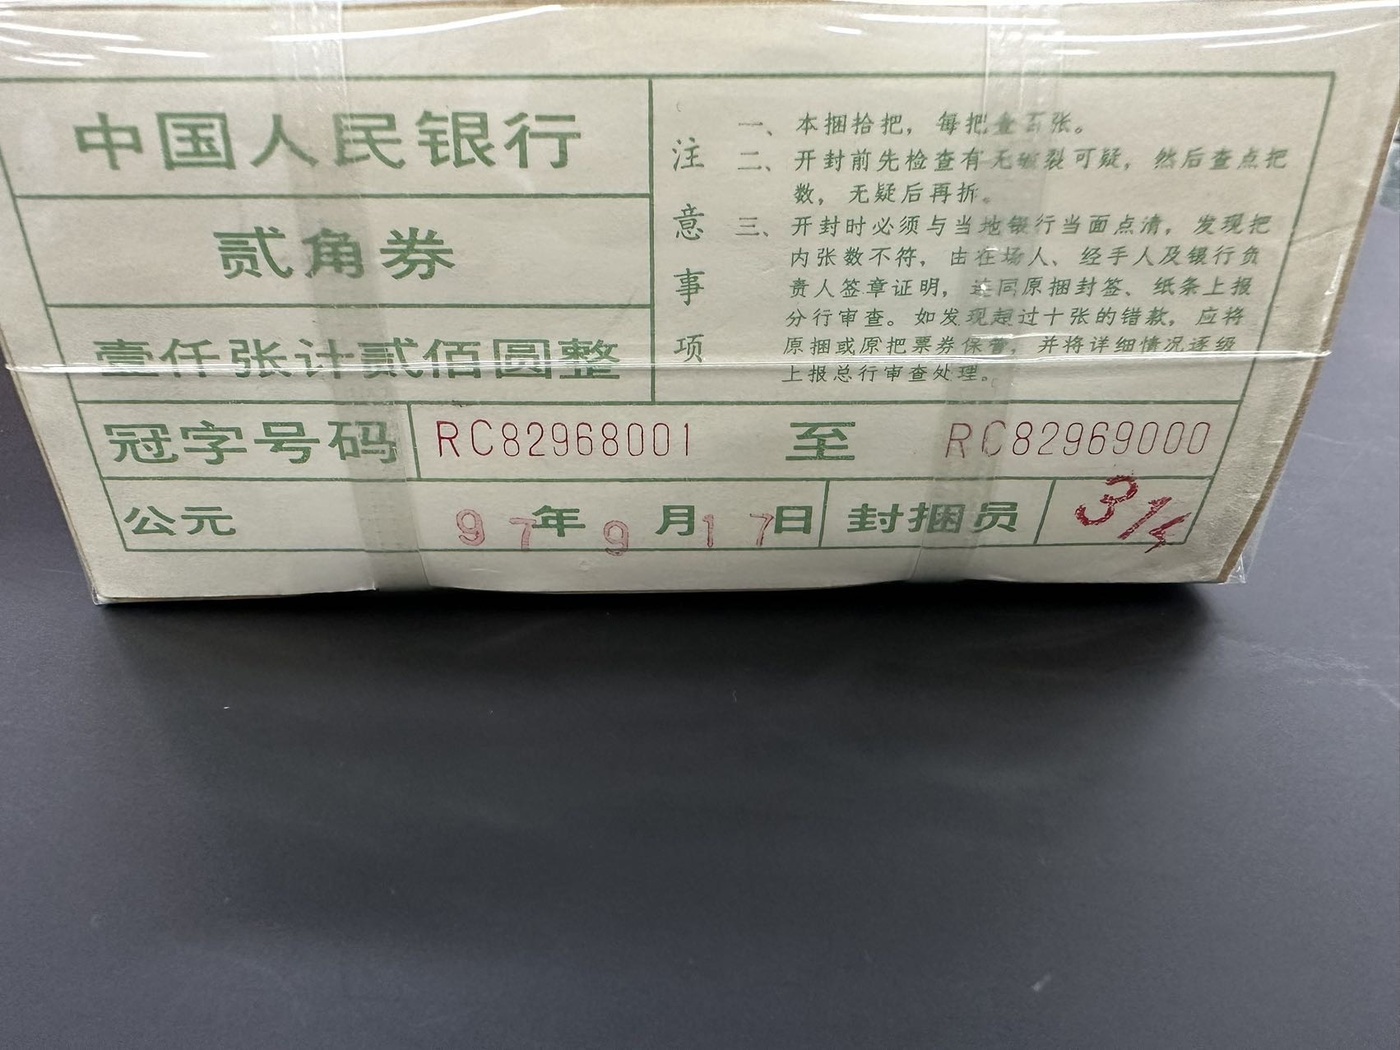 中国人民银行
贰角券
壹仟张计贰佰圆整
注意事项
一、本捆拾把，每把壹百张。
二、开封前先检查有无破裂可疑，然后查点把
数，无疑后再拆。
三、开封时必须与当地银行当面点清，发现把
内张数不符，由在场人、经手人及银行负
责人签章证明，连同原捆封签、纸条上报
分行审查。如发现超过十张的错款，应将
原捆或原把票券保管，并将详细情况逐级
上报总行审查处理。
冠字号码 RC82968001 至 RC82969000
公元 97年9月17日 封捆员 314